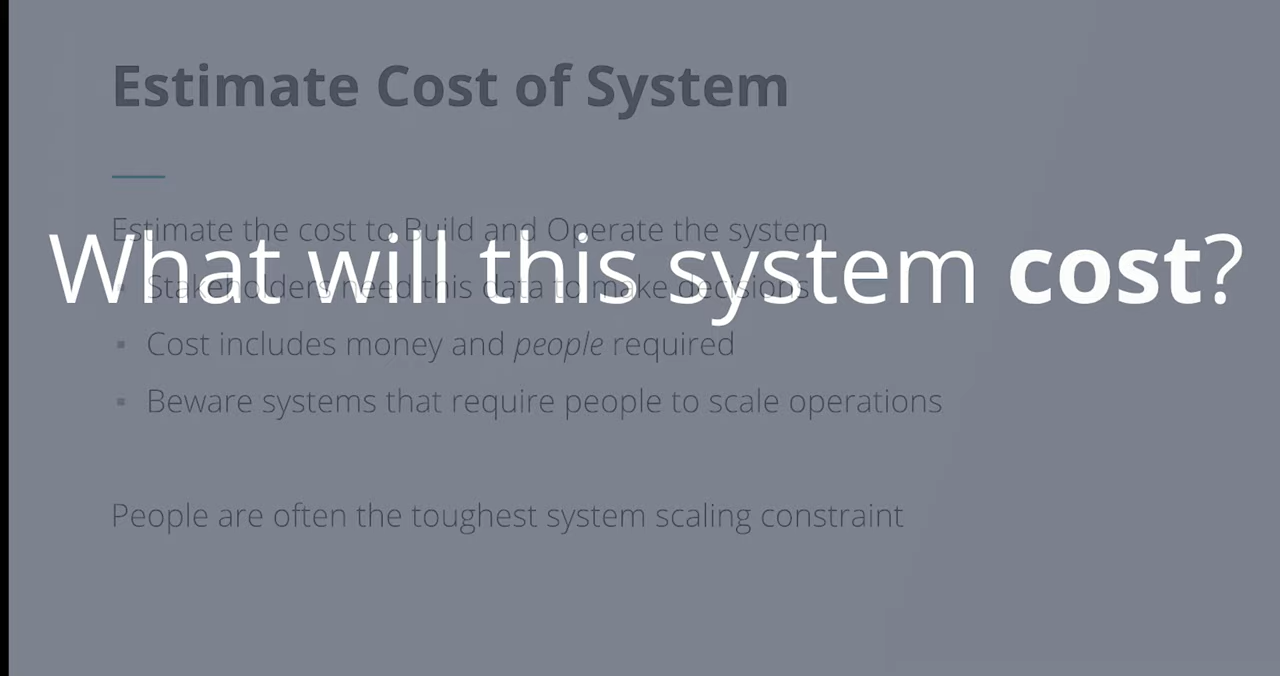 Estimate Cost of System
Estimate the cost to Build and Operate the system
What will this system cost?
▪ Stakeholders need this data to make decisions
▪ Cost includes money and people required
▪ Beware systems that require people to scale operations
People are often the toughest system scaling constraint